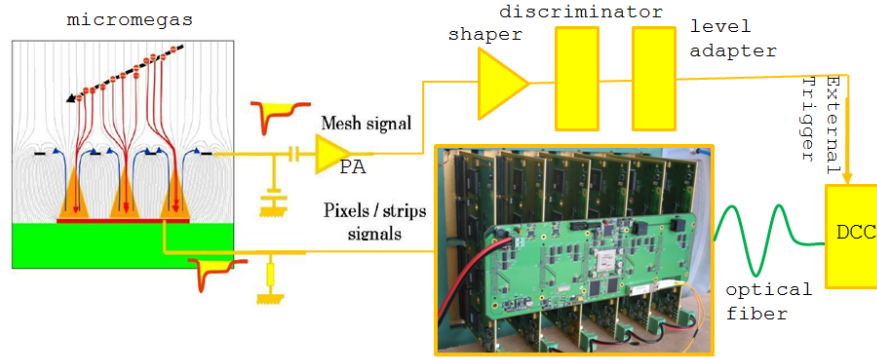 micromegas
discriminator
shaper
level
adapter
Mesh signal
PA
External
Trigger
Pixels / strips
signals
DCC
optical
fiber